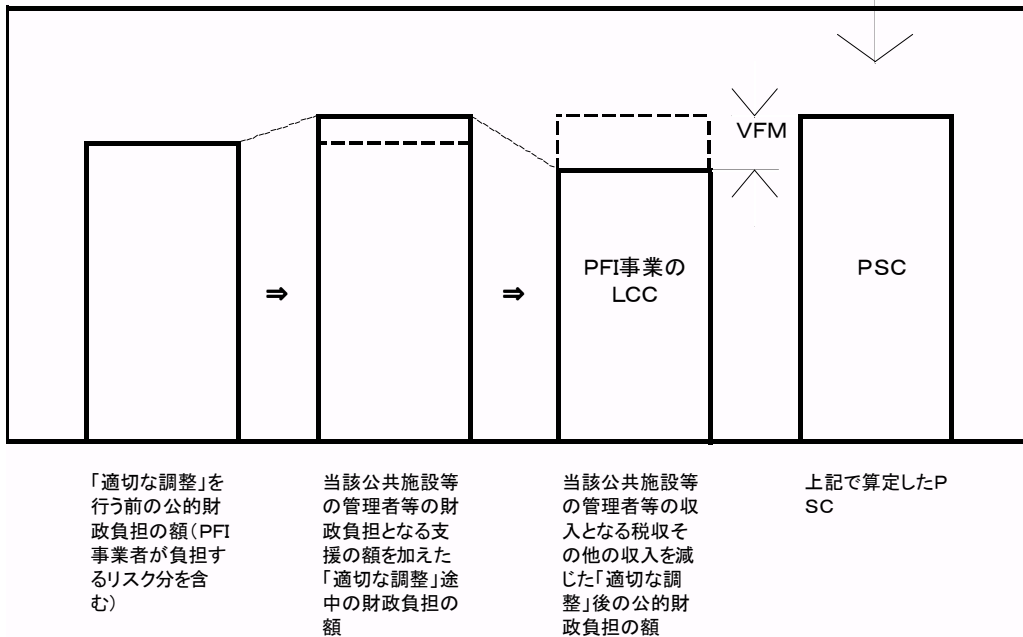 VFM
PFI事業の
LCC
PSC
⇒
⇒
「適切な調整」を
行う前の公的財
政負担の額(PFI
事業者が負担す
るリスク分を含
む)
当該公共施設等
の管理者等の財
政負担となる支
援の額を加えた
「適切な調整」途
中の財政負担の
額
当該公共施設等
の管理者等の収
入となる税収そ
の他の収入を減
じた「適切な調
整」後の公的財
政負担の額
上記で算定したP
SC